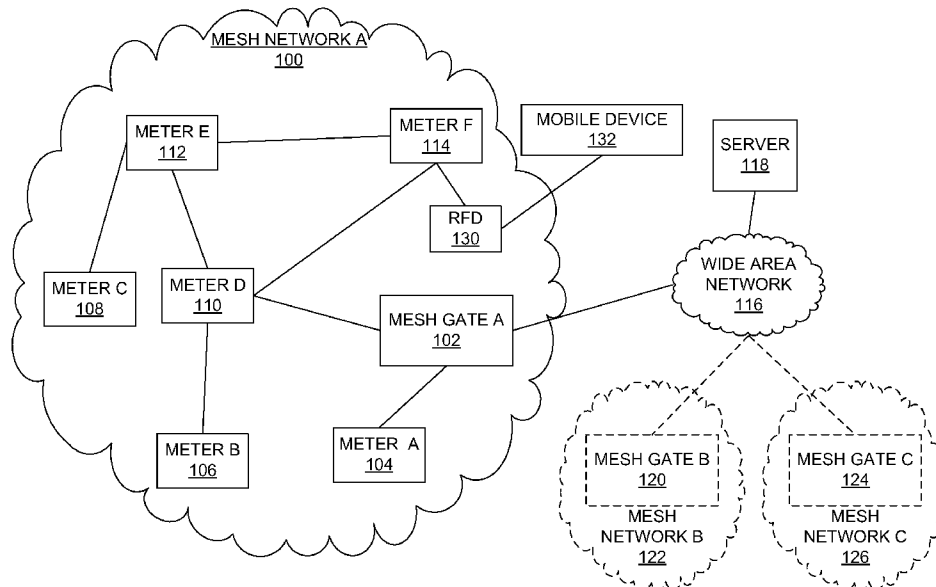 MESH NETWORK A
100
METER E
112
METER F
114
MOBILE DEVICE
132
SERVER
118
RFD
130
WIDE AREA
NETWORK
116
METER C
108
METER D
110
MESH GATE A
102
METER B
106
METER A
104
MESH GATE B
120
MESH
NETWORK B
122
MESH GATE C
124
MESH
NETWORK C
126